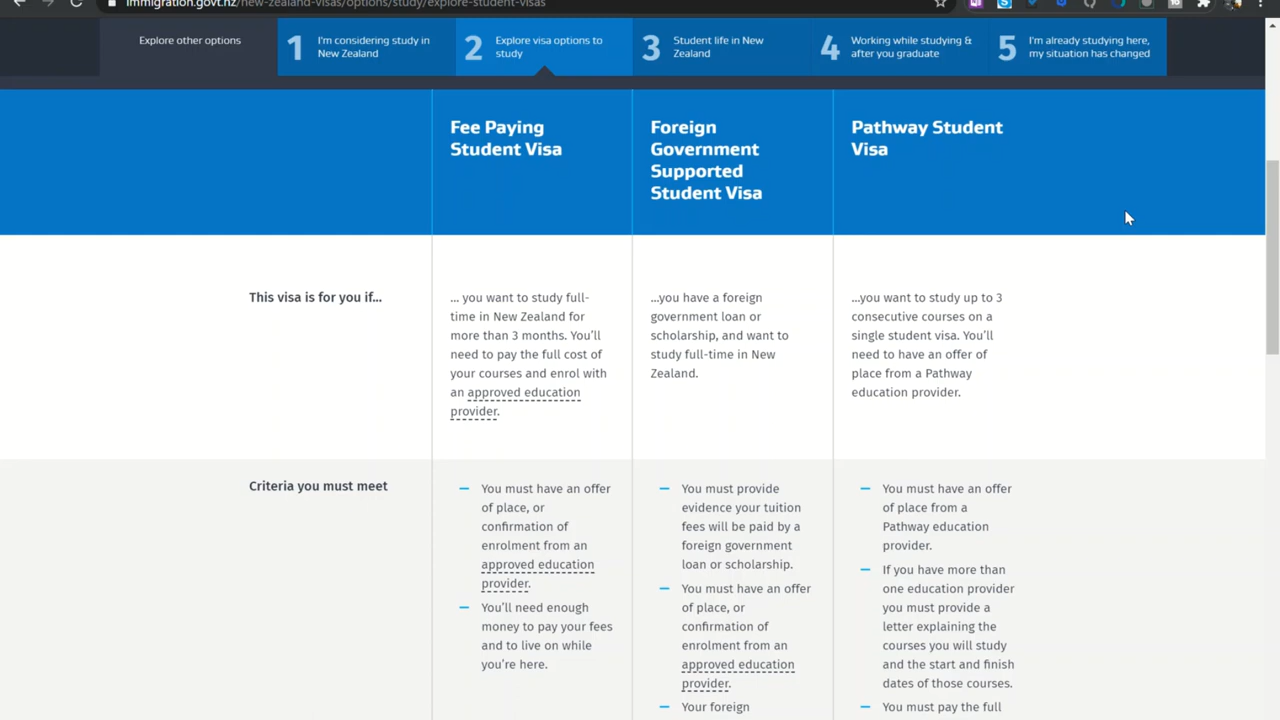 immigration.govt.nz/new-zealand-visas/options/study/explore-student-visas
Explore other options
1 I'm considering study in
New Zealand
2 Explore visa options to
study
3 Student life in New
Zealand
4 Working while studying &
after you graduate
5 I'm already studying here,
my situation has changed
Fee Paying
Student Visa
Foreign
Government
Supported
Student Visa
Pathway Student
Visa
This visa is for you if...
... you want to study full-
time in New Zealand for
more than 3 months. You'll
need to pay the full cost of
your courses and enrol with
an approved education
provider.
...you have a foreign
government loan or
scholarship, and want to
study full-time in New
Zealand.
...you want to study up to 3
consecutive courses on a
single student visa. You'll
need to have an offer of
place from a Pathway
education provider.
Criteria you must meet
– You must have an offer
of place, or
confirmation of
enrolment from an
approved education
provider.
– You'll need enough
money to pay your fees
and to live on while
you're here.
– You must provide
evidence your tuition
fees will be paid by a
foreign government
loan or scholarship.
– You must have an offer
of place, or
confirmation of
enrolment from an
approved education
provider.
– Your foreign
– You must have an offer
of place from a
Pathway education
provider.
– If you have more than
one education provider
you must provide a
letter explaining the
courses you will study
and the start and finish
dates of those courses.
– You must pay the full